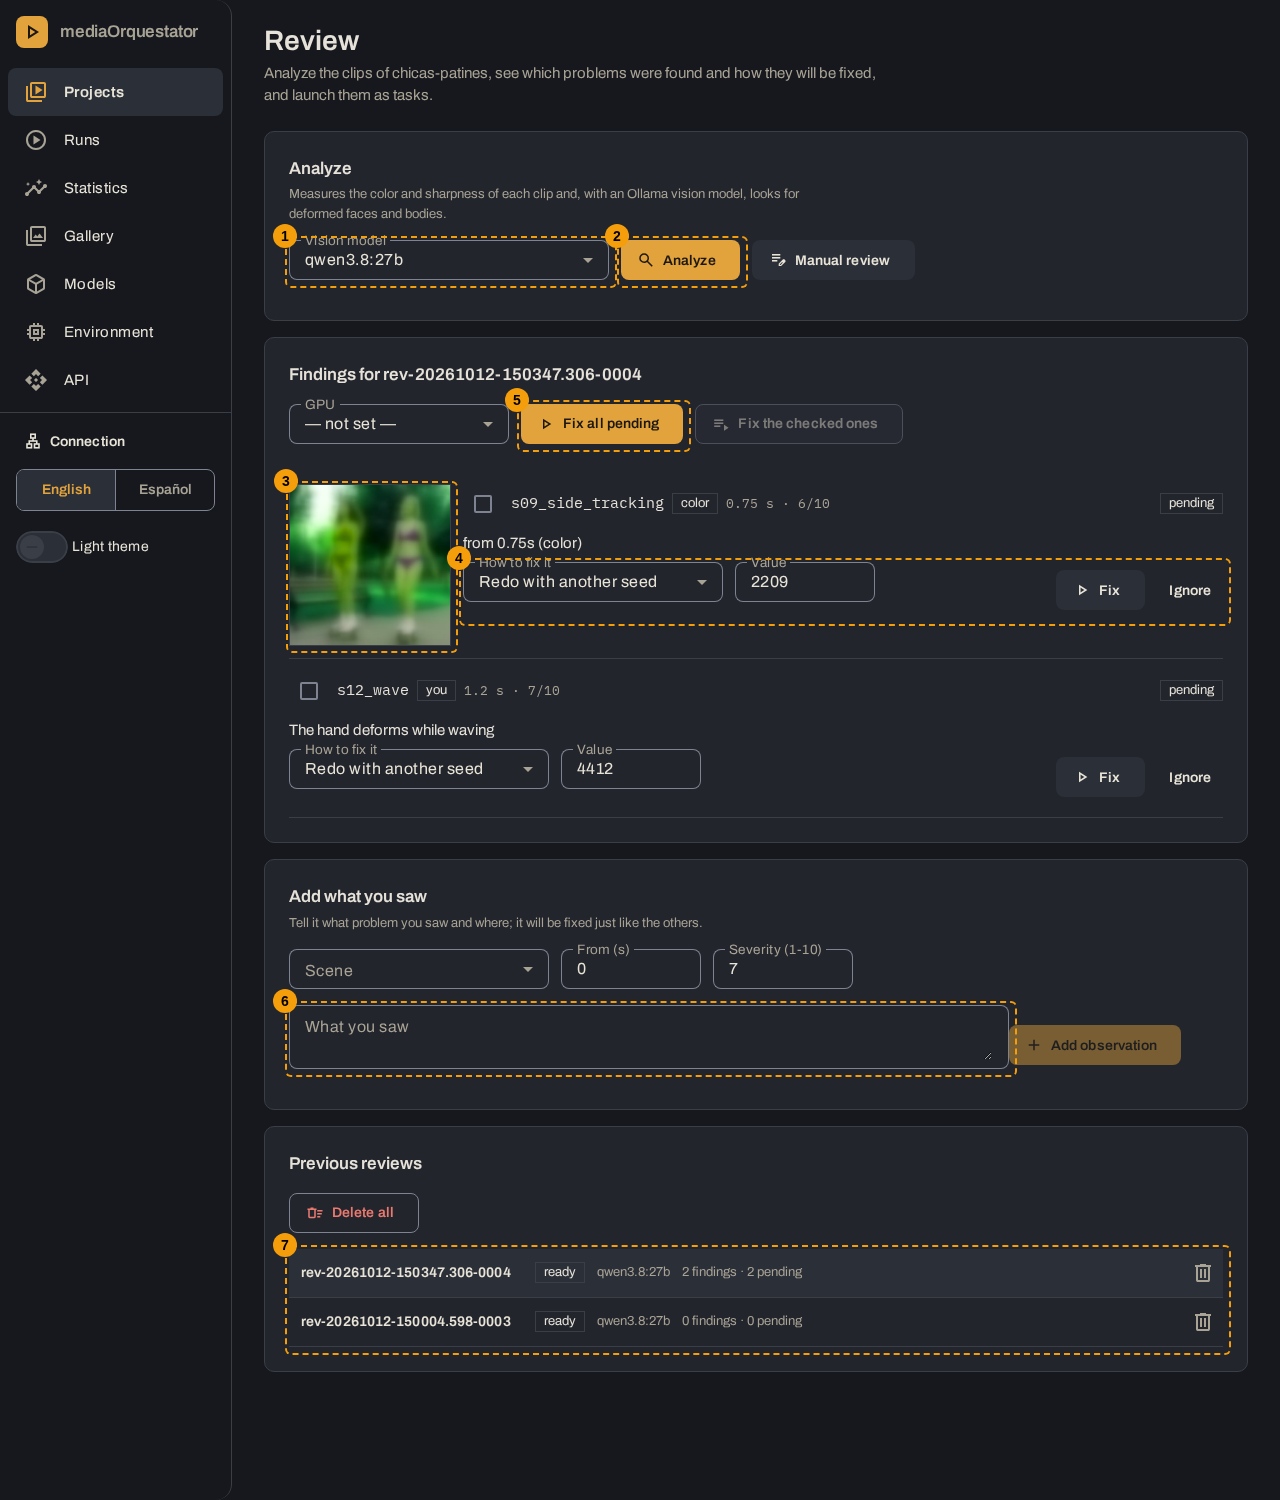 mediaOrquestator
Projects
Runs
Statistics
Gallery
Models
Environment
API
Connection
English
Español
Light theme
Review
Analyze the clips of chicas-patines, see which problems were found and how they will be fixed,
and launch them as tasks.
Analyze
Measures the color and sharpness of each clip and, with an Ollama vision model, looks for
deformed faces and bodies.
1
Vision model
qwen3.8:27b
2
Analyze
Manual review
Findings for rev-20261012-150347.306-0004
GPU
— not set —
5
Fix all pending
Fix the checked ones
3
s09_side_tracking
color
0.75 s · 6/10
pending
from 0.75s (color)
4
How to fix it
Redo with another seed
Value
2209
Fix
Ignore
s12_wave
you
1.2 s · 7/10
pending
The hand deforms while waving
How to fix it
Redo with another seed
Value
4412
Fix
Ignore
Add what you saw
Tell it what problem you saw and where; it will be fixed just like the others.
Scene
From (s)
0
Severity (1-10)
7
6
What you saw
Add observation
Previous reviews
Delete all
7
rev-20261012-150347.306-0004
ready
qwen3.8:27b
2 findings · 2 pending
rev-20261012-150004.598-0003
ready
qwen3.8:27b
0 findings · 0 pending